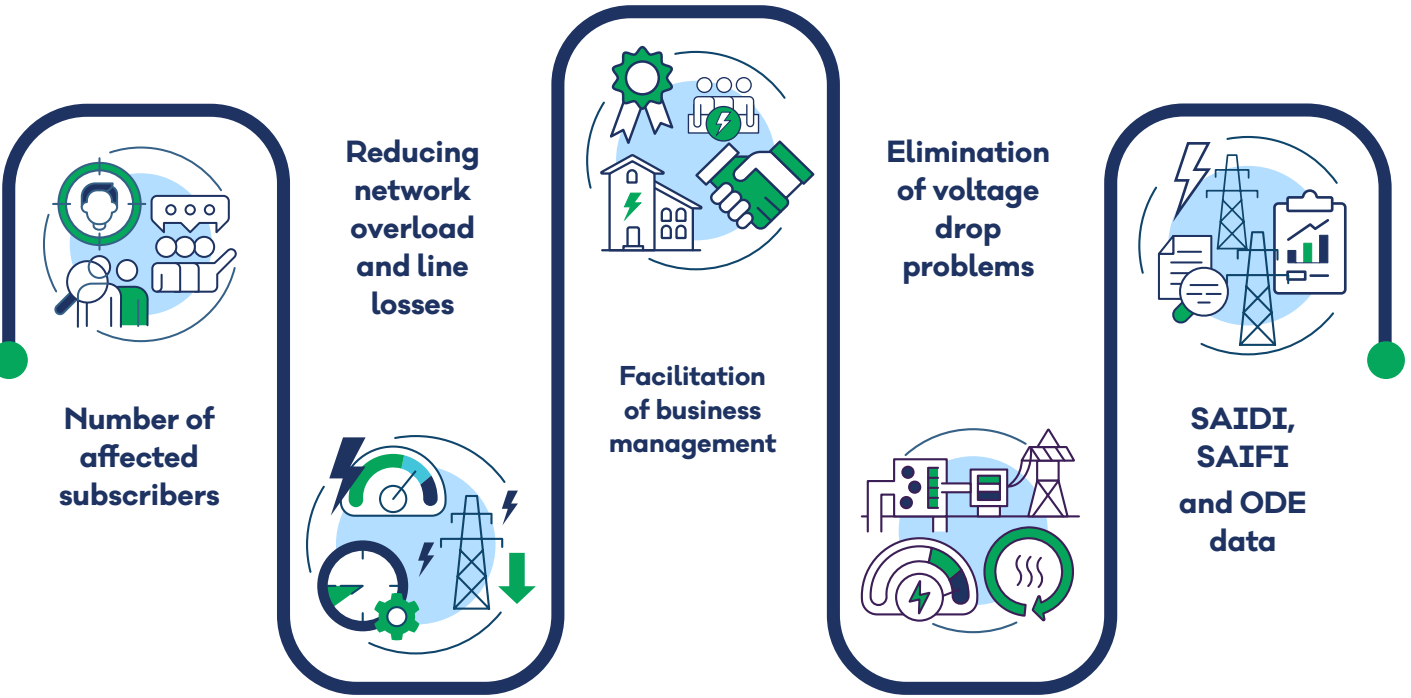 Number of
affected
subscribers
Reducing
network
overload
and line
losses
Facilitation
of business
management
Elimination
of voltage
drop
problems
SAIDI,
SAIFI
and ODE
data